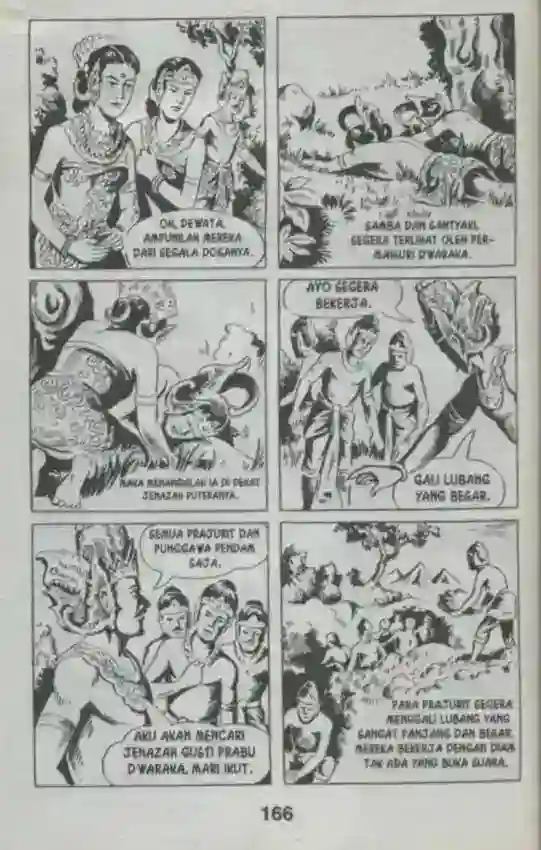 OH, DEWATA,
AMPUNILAH MEREKA
DARI SEGALA DOSANYA.
SAMBA DAN SANTYAKI,
SEGERA TERLIHAT OLEH PER-
MAISURI DWARAKA.
MAKA MENANGISLAH IA DI DEKAT
JENAZAH PUTERANYA.
AYO SEGERA
BEKERJA.
GALI LUBANG
YANG BESAR.
SEMUA PRAJURIT DAN
PUNGGAWA PENDAM
SAJA.
AKU AKAN MENCARI
JENAZAH GUSTI PRABU
DWARAKA. MARI IKUT.
PARA PRAJURIT SEGERA
MENGGALI LUBANG YANG
SANGAT PANJANG DAN BESAR.
MEREKA BEKERJA DENGAN DIAM
TAK ADA YANG BUKA SUARA.
166